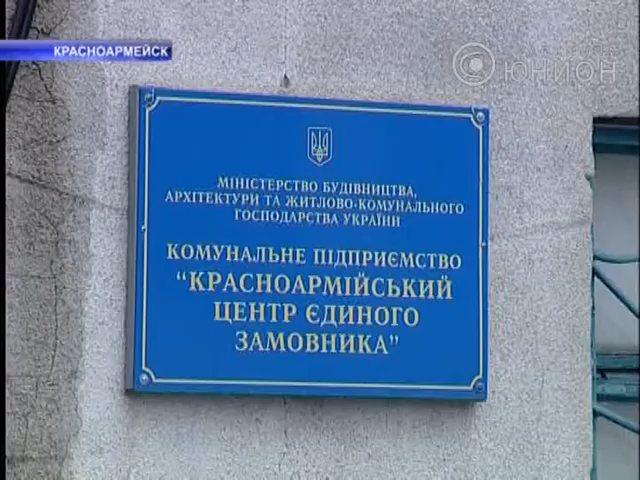 КРАСНОАРМЕЙСК
ЮНИОН
МІНІСТЕРСТВО БУДІВНИЦТВА,
АРХІТЕКТУРИ ТА ЖИТЛОВО-КОМУНАЛЬНОГО
ГОСПОДАРСТВА УКРАЇНИ
КОМУНАЛЬНЕ ПІДПРИЄМСТВО
“КРАСНОАРМІЙСЬКИЙ
ЦЕНТР ЄДИНОГО
ЗАМОВНИКА”